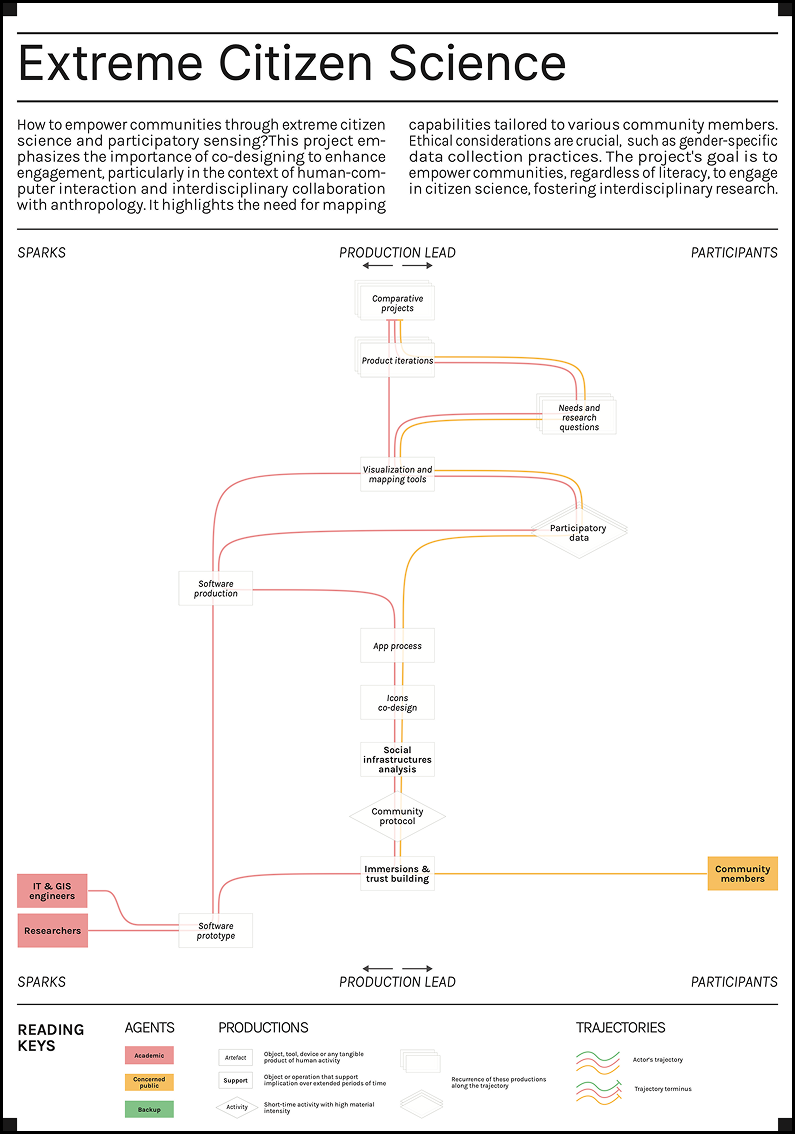 Extreme Citizen Science
How to empower communities through extreme citizen
science and participatory sensing?This project em-
phasizes the importance of co-designing to enhance
engagement, particularly in the context of human-com-
puter interaction and interdisciplinary collaboration
with anthropology. It highlights the need for mapping
capabilities tailored to various community members.
Ethical considerations are crucial, such as gender-specific
data collection practices. The project's goal is to
empower communities, regardless of literacy, to engage
in citizen science, fostering interdisciplinary research.
SPARKS
PRODUCTION LEAD
PARTICIPANTS
Comparative
projects
Product iterations
Needs and
research
questions
Visualization and
mapping tools
Participatory
data
Software
production
App process
Icons
co-design
Social
infrastructures
analysis
Community
protocol
Immersions &
trust building
Community
members
IT & GIS
engineers
Researchers
Software
prototype
SPARKS
PRODUCTION LEAD
PARTICIPANTS
READING
KEYS
AGENTS
Academic
Concerned
public
Backup
PRODUCTIONS
Artefact
Object, tool, device or any tangible
product of human activity
Support
Object or operation that support
implication over extended periods of time
Activity
Short-time activity with high material
intensity
Recurrence of these productions
along the trajectory
TRAJECTORIES
Actor's trajectory
Trajectory terminus